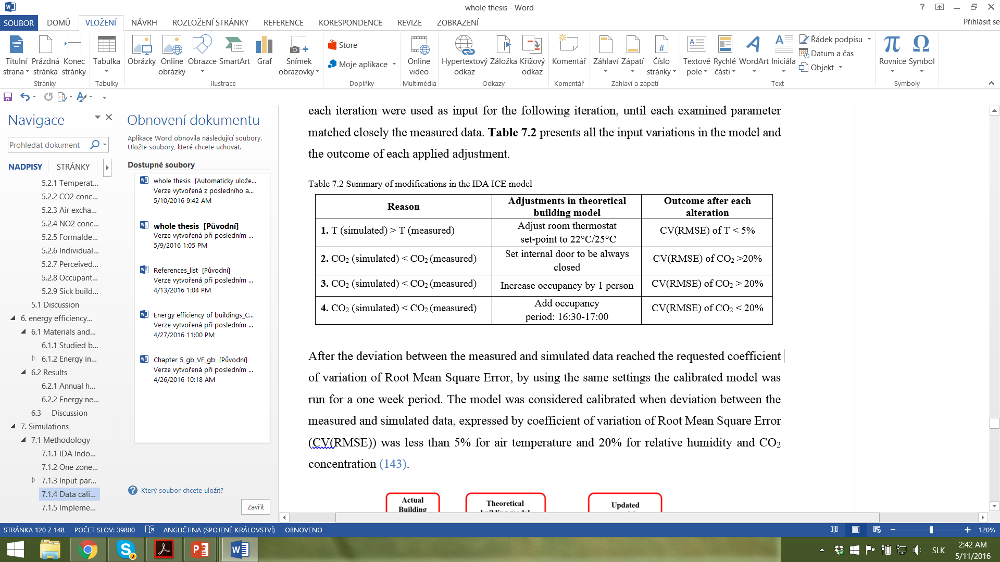 whole thesis - Word
SOUBOR DOMŮ VLOŽENÍ NÁVRH ROZLOŽENÍ STRÁNKY REFERENCE KORESPONDENCE REVIZE ZOBRAZENÍ Přihlásit se
Titulní strana
Prázdná stránka
Konec stránky
Stránky
Tabulka
Tabulky
Obrázky
Online obrázky
Obrazce
SmartArt
Graf
Snímek obrazovky
Ilustrace
Store
Moje aplikace
Doplňky
Online video
Multimédia
Hypertextový odkaz
Záložka
Křížový odkaz
Odkazy
Komentář
Komentář
Záhlaví
Zápatí
Číslo stránky
Záhlaví a zápatí
Textové pole
Rychlé části
WordArt
Iniciála
Řádek podpisu
Datum a čas
Objekt
Text
Rovnice
Symbol
Symboly
Navigace
Prohledat dokument
NADPISY STRÁNKY
5.2.1 Temperat...
5.2.2 CO2 conc...
5.2.3 Air excha...
5.2.4 NO2 conc...
5.2.5 Formalde...
5.2.6 Individual...
5.2.7 Perceived...
5.2.8 Occupant...
5.2.9 Sick build...
5.1 Discussion
6. energy efficiency...
6.1 Materials and...
6.1.1 Studied b...
6.1.2 Energy in...
6.2 Results
6.2.1 Annual h...
6.2.2 Energy ne...
6.3 Discussion
7. Simulations
7.1 Methodology
7.1.1 IDA Indo...
7.1.2 One zone...
7.1.3 Input par...
7.1.4 Data cali...
7.1.5 Impleme...
Obnovení dokumentu
Aplikace Word obnovila následující soubory.
Uložte soubory, které chcete uchovat.
Dostupné soubory
whole thesis [Automaticky ulože...
Verze vytvořená z posledního a...
5/10/2016 9:42 AM
whole thesis [Původní]
Verze vytvořená při posledním ...
5/9/2016 1:05 PM
References_list [Původní]
Verze vytvořená při posledním ...
4/13/2016 1:04 PM
Energy efficiency of buildings_C...
Verze vytvořená při posledním ...
4/27/2016 11:00 PM
Chapter 5_gb_VF_gb [Původní]
Verze vytvořená při posledním ...
4/26/2016 10:18 AM
Který soubor chcete uložit?
Zavřít
each iteration were used as input for the following iteration, until each examined parameter
matched closely the measured data. Table 7.2 presents all the input variations in the model and
the outcome of each applied adjustment.
Table 7.2 Summary of modifications in the IDA ICE model
Reason
Adjustments in theoretical
building model
Outcome after each
alteration
1. T (simulated) > T (measured)
Adjust room thermostat
set-point to 22°C/25°C
CV(RMSE) of T < 5%
2. CO₂ (simulated) < CO₂ (measured)
Set internal door to be always
closed
CV(RMSE) of CO₂ >20%
3. CO₂ (simulated) < CO₂ (measured)
Increase occupancy by 1 person
CV(RMSE) of CO₂ > 20%
4. CO₂ (simulated) < CO₂ (measured)
Add occupancy
period: 16:30-17:00
CV(RMSE) of CO₂ < 20%
After the deviation between the measured and simulated data reached the requested coefficient
of variation of Root Mean Square Error, by using the same settings the calibrated model was
run for a one week period. The model was considered calibrated when deviation between the
measured and simulated data, expressed by coefficient of variation of Root Mean Square Error
(CV(RMSE)) was less than 5% for air temperature and 20% for relative humidity and CO₂
concentration (143).
Actual
Building
Theoretical
building model
Updated
STRÁNKA 120 Z 148 POČET SLOV: 39800 ANGLIČTINA (SPOJENÉ KRÁLOVSTVÍ) OBNOVENO 120%
3
SLK
2:42 AM
5/11/2016